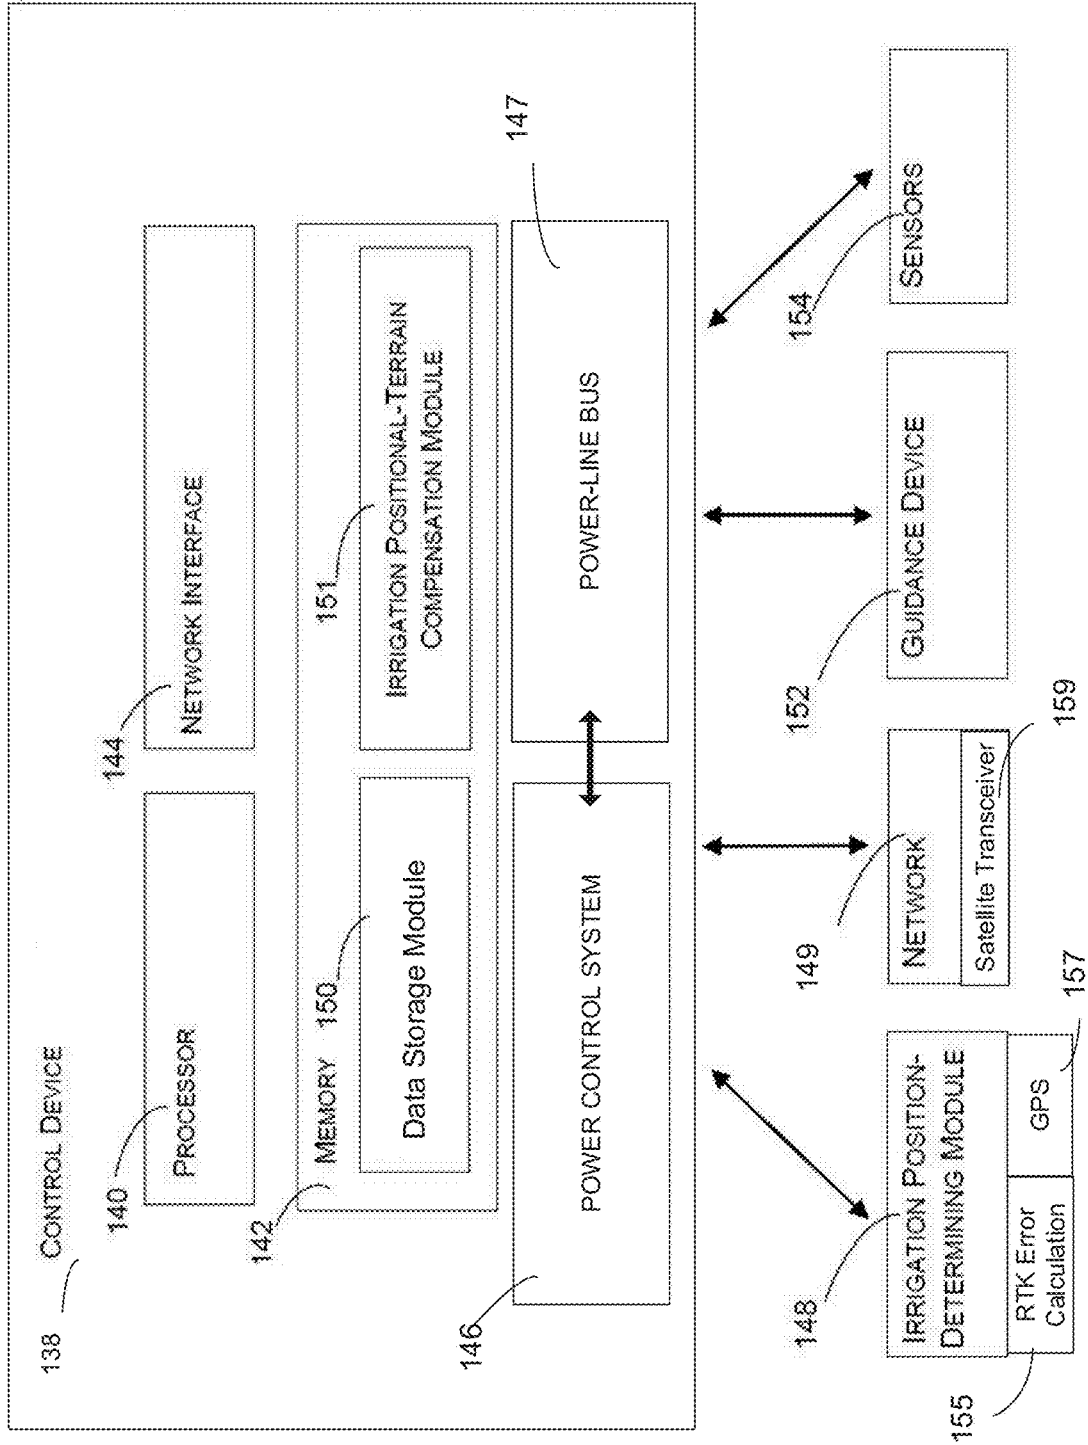 138
CONTROL DEVICE
140
PROCESSOR
144
NETWORK INTERFACE
142
MEMORY
150
Data Storage Module
151
IRRIGATION POSITIONAL-TERRAIN
COMPENSATION MODULE
146
POWER CONTROL SYSTEM
147
POWER-LINE BUS
148
IRRIGATION POSITION-
DETERMINING MODULE
155
RTK Error
Calculation
GPS
157
149
NETWORK
Satellite Transceiver
159
152
GUIDANCE DEVICE
154
SENSORS